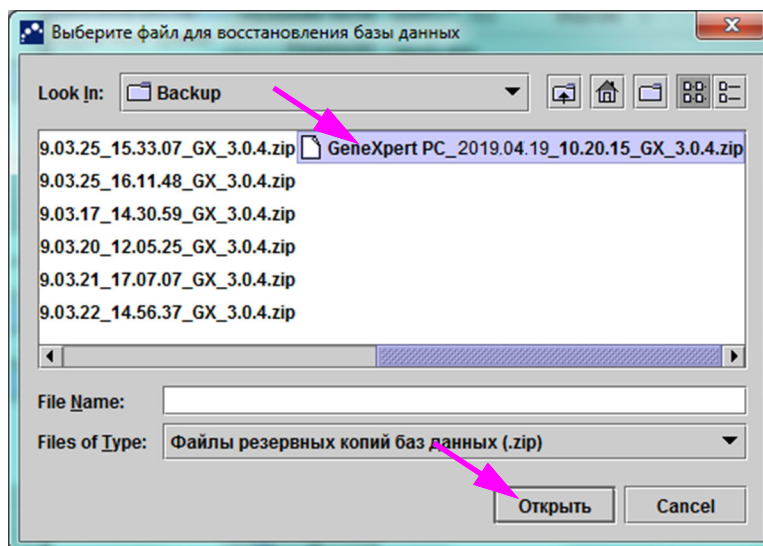 Выберите файл для восстановления базы данных
Look In: Backup
9.03.25_15.33.07_GX_3.0.4.zip GeneXpert PC_2019.04.19_10.20.15_GX_3.0.4.zip
9.03.25_16.11.48_GX_3.0.4.zip
9.03.17_14.30.59_GX_3.0.4.zip
9.03.20_12.05.25_GX_3.0.4.zip
9.03.21_17.07.07_GX_3.0.4.zip
9.03.22_14.56.37_GX_3.0.4.zip
File Name:
Files of Type: Файлы резервных копий баз данных (.zip)
Открыть Cancel